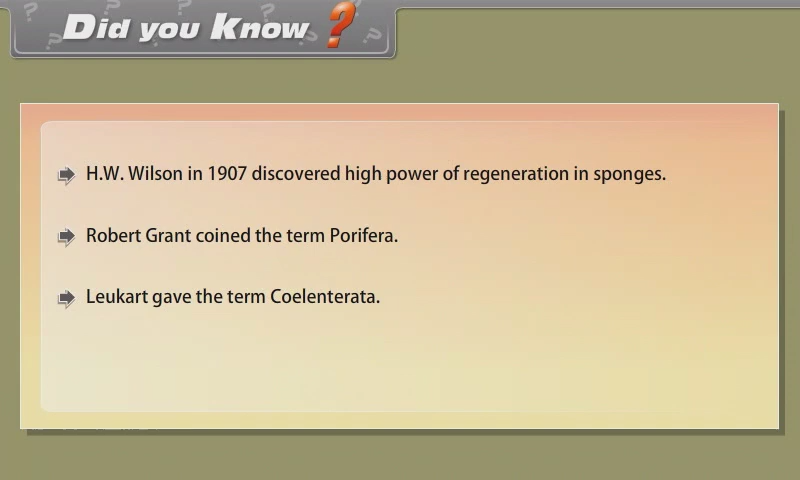 Did you Know ?
H.W. Wilson in 1907 discovered high power of regeneration in sponges.
Robert Grant coined the term Porifera.
Leukart gave the term Coelenterata.